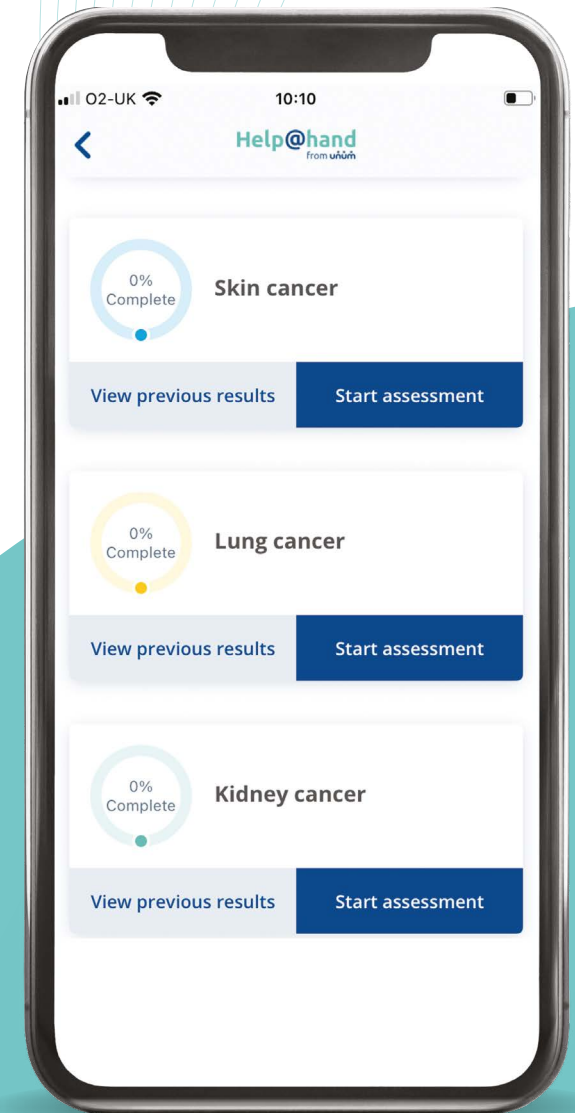 O2-UK 10:10
Help@hand
from unum
0%
Complete
Skin cancer
View previous results Start assessment
0%
Complete
Lung cancer
View previous results Start assessment
0%
Complete
Kidney cancer
View previous results Start assessment